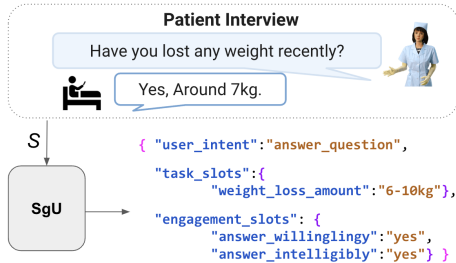 Patient Interview
Have you lost any weight recently?
Yes, Around 7kg.
S
SgU
{ "user_intent":"answer_question",
"task_slots":{
"weight_loss_amount":"6-10kg"},
"engagement_slots": {
"answer_willinglingy":"yes",
"answer_intelligibly":"yes"} }